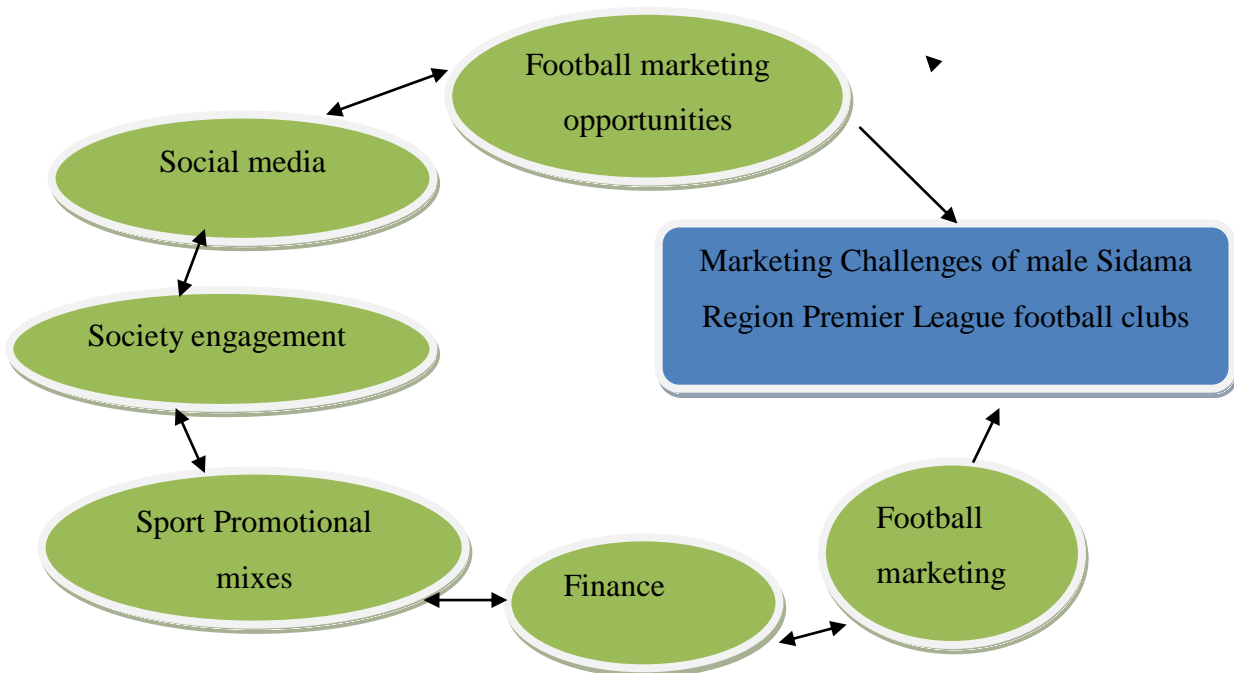 Football marketing
opportunities
Social media
Marketing Challenges of male Sidama
Region Premier League football clubs
Society engagement
Sport Promotional
mixes
Finance
Football
marketing